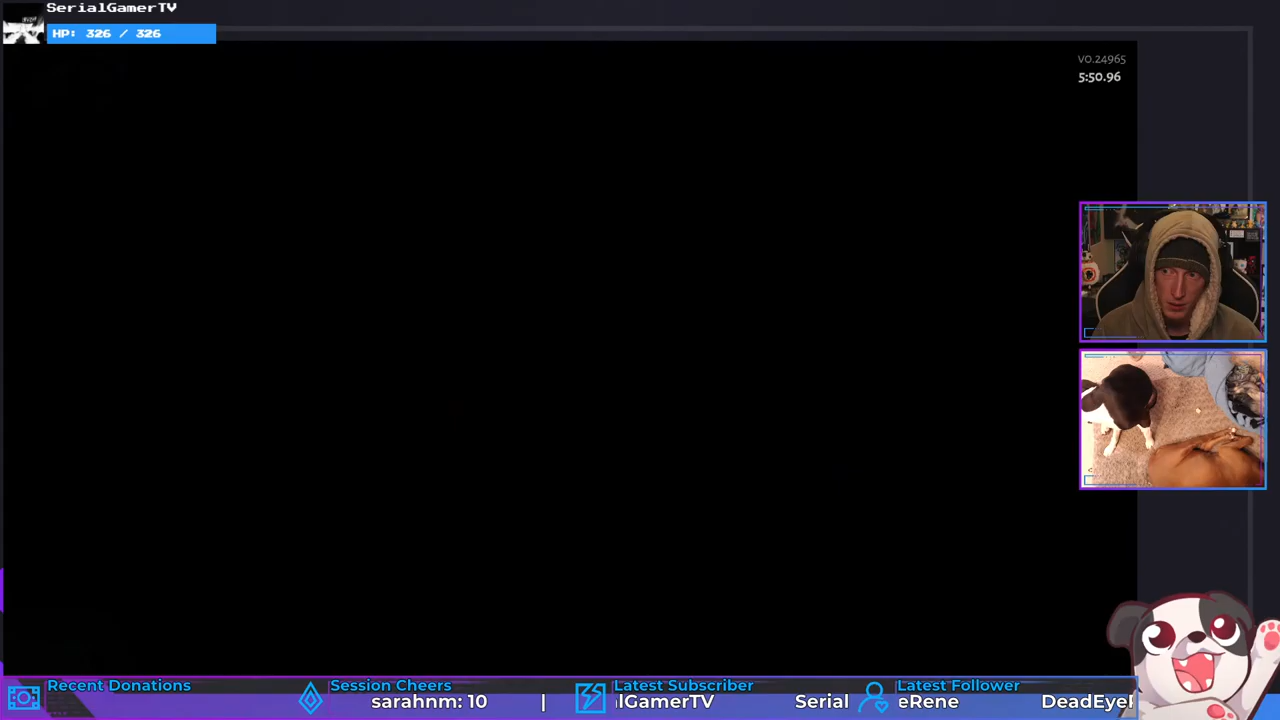 SerialGamerTV
HP: 326 / 326
V0.24965
5:50.96
Recent Donations
Session Cheers
sarahnm: 10 |
Latest Subscriber
lGamerTV Serial
Latest Follower
eRene DeadEye